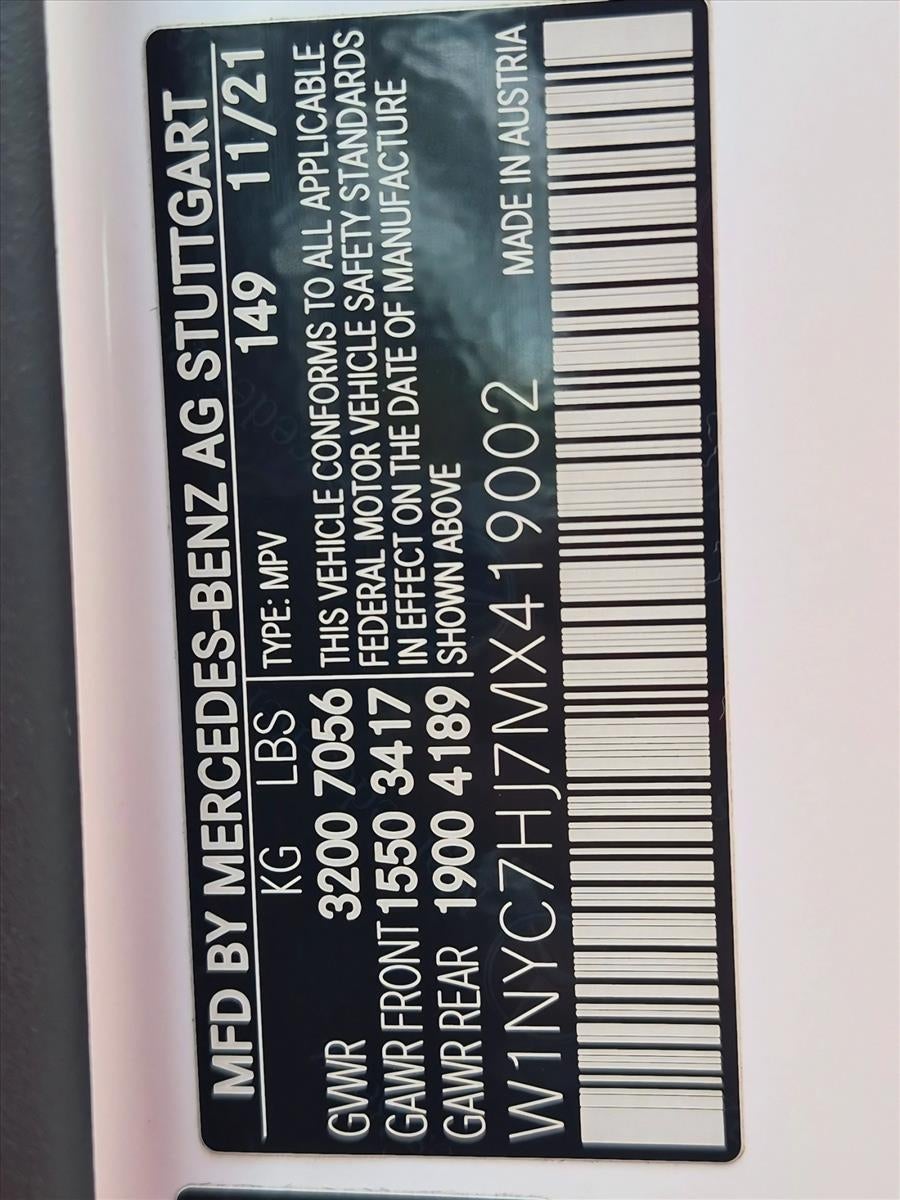 MFD BY MERCEDES-BENZ AG STUTTGART
KG LBS TYPE: MPV 149 11/21
GVWR 3200 7056 THIS VEHICLE CONFORMS TO ALL APPLICABLE
GAWR FRONT 1550 3417 FEDERAL MOTOR VEHICLE SAFETY STANDARDS
GAWR REAR 1900 4189 IN EFFECT ON THE DATE OF MANUFACTURE
SHOWN ABOVE
W1NYC7HJ7MX419002 MADE IN AUSTRIA